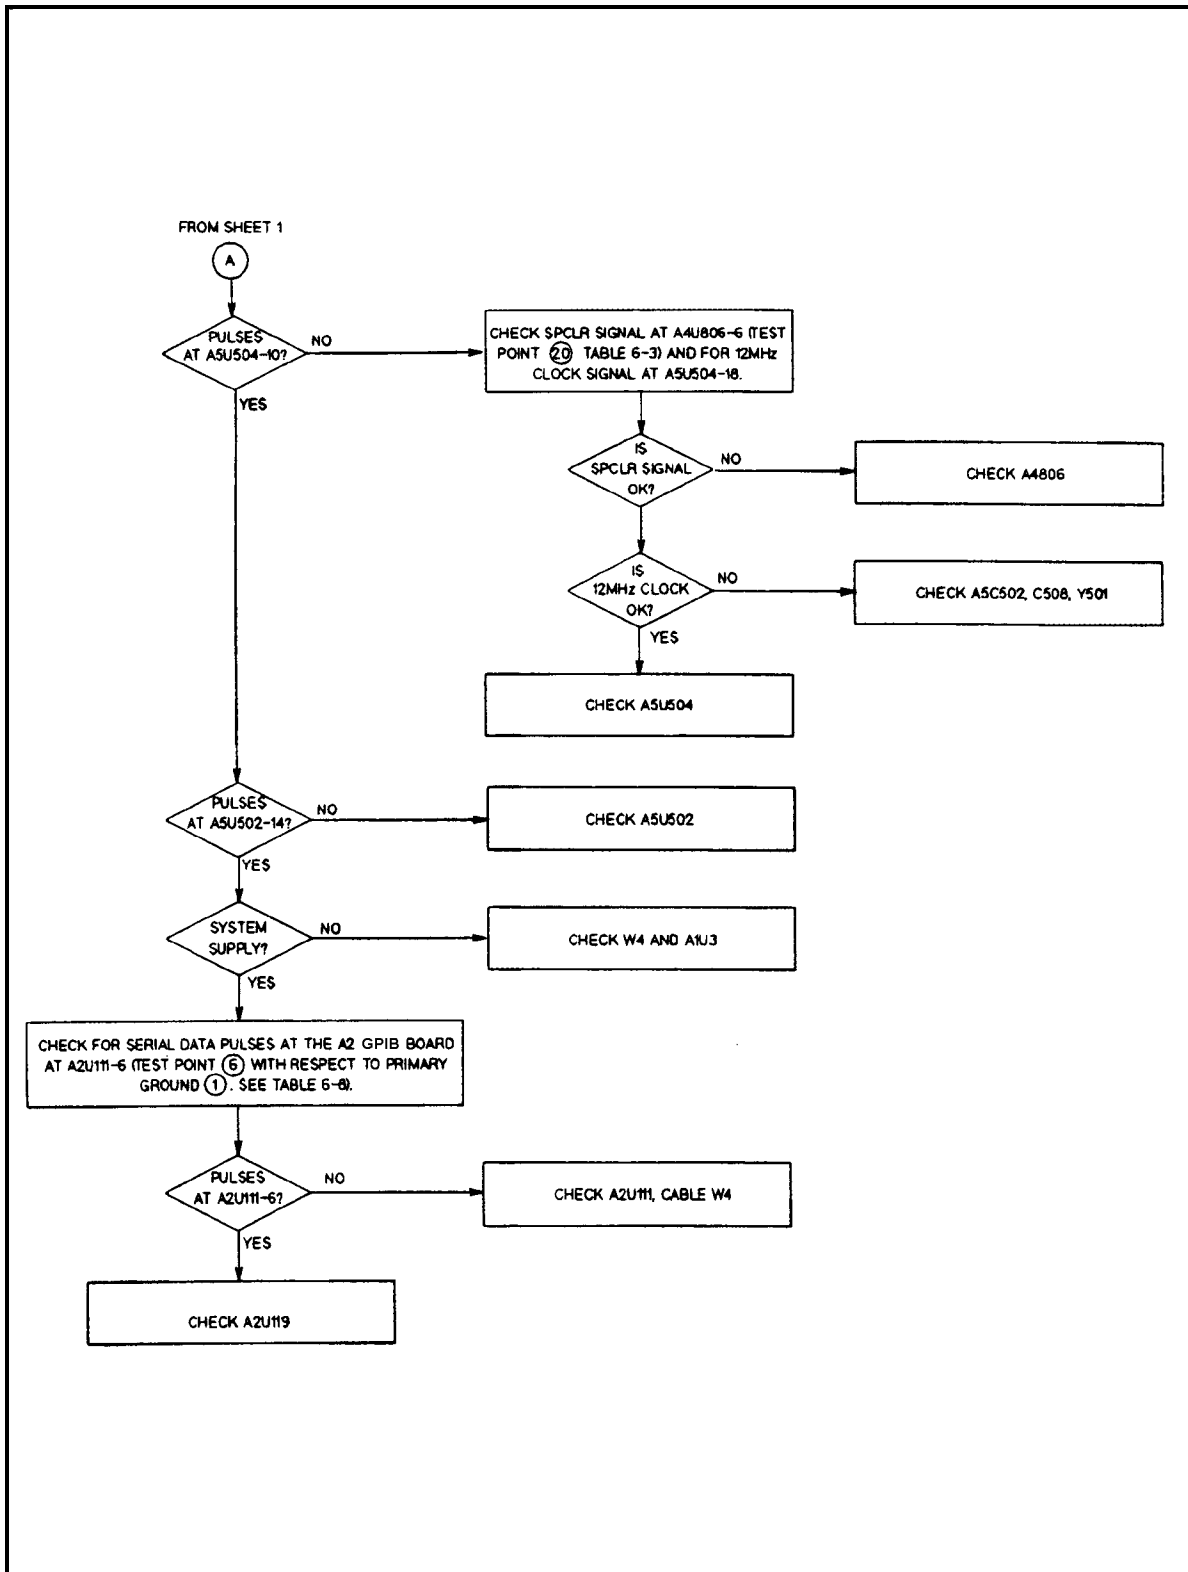 FROM SHEET 1
A
PULSES
AT A5U504-10?
NO
YES
CHECK SPCLR SIGNAL AT A4U806-6 (TEST
POINT 20 TABLE 6-3) AND FOR 12MHz
CLOCK SIGNAL AT A5U504-18.
IS
SPCLR SIGNAL
OK?
NO
CHECK A4806
IS
12MHz CLOCK
OK?
NO
YES
CHECK A5C502, C508, Y501
CHECK A5U504
PULSES
AT A5U502-14?
NO
YES
CHECK A5U502
SYSTEM
SUPPLY?
NO
YES
CHECK W4 AND A1U3
CHECK FOR SERIAL DATA PULSES AT THE A2 GPIB BOARD
AT A2U111-6 (TEST POINT 6 WITH RESPECT TO PRIMARY
GROUND 1. SEE TABLE 6-8).
PULSES
AT A2U111-6?
NO
YES
CHECK A2U111, CABLE W4
CHECK A2U119